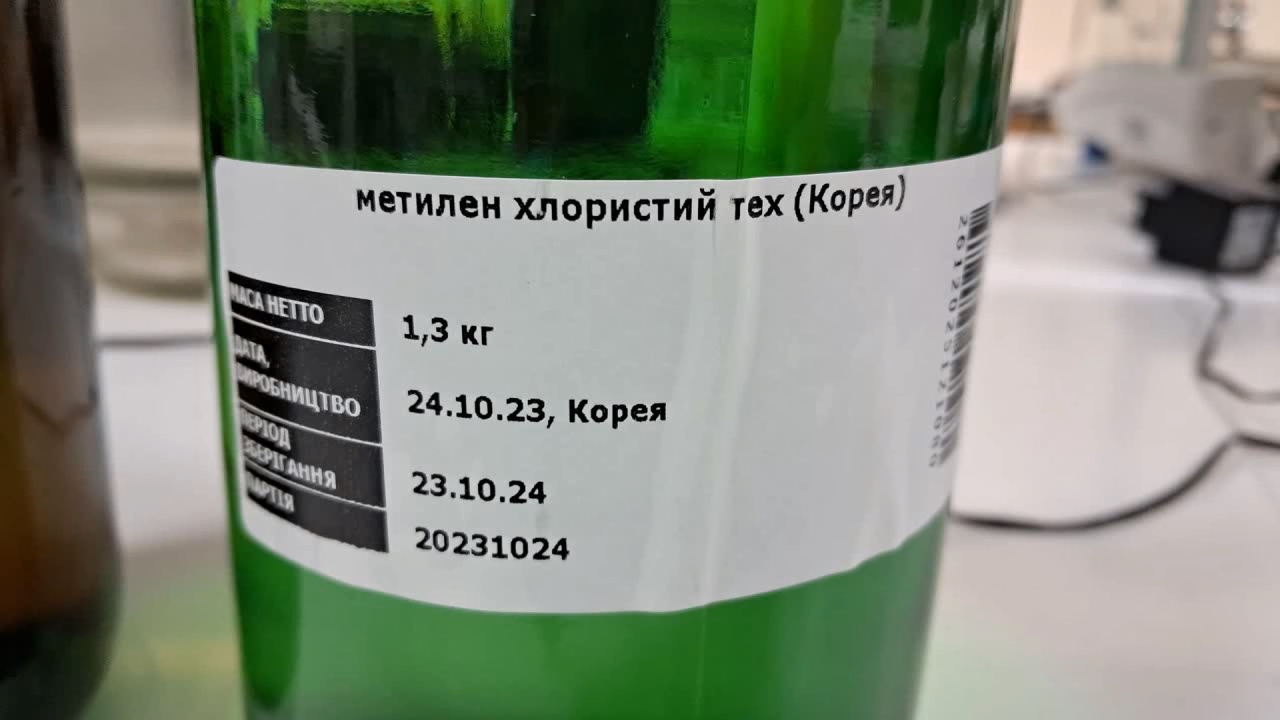 метилен хлористий тех (Корея)
МАСА НЕТТО
1,3 кг
ДАТА,
ВИРОБНИЦТВО
24.10.23, Корея
ПЕРІОД
ЗБЕРІГАННЯ
23.10.24
ПАРТІЯ
20231024